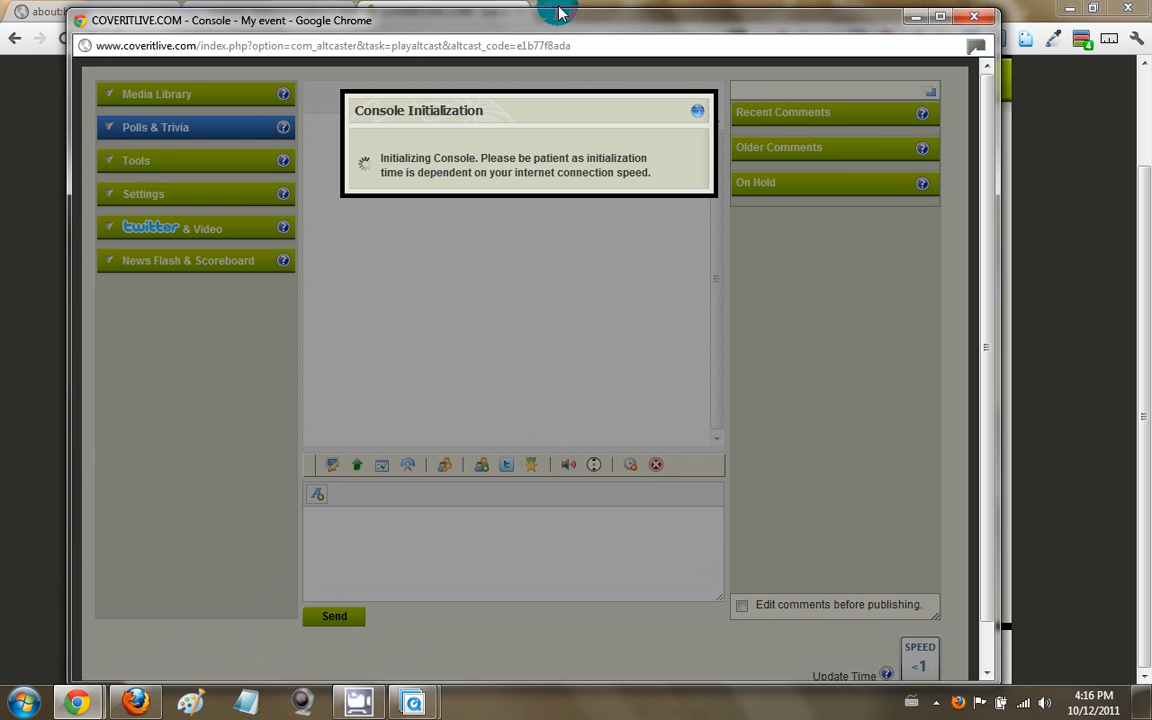 about:
COVERITLIVE.COM - Console - My event - Google Chrome
www.coveritlive.com/index.php?option=com_altcaster&task=playaltcast&altcast_code=e1b77f8ada
Media Library
Polls & Trivia
Tools
Settings
twitter & Video
News Flash & Scoreboard
Console Initialization
Initializing Console. Please be patient as initialization
time is dependent on your internet connection speed.
Recent Comments
Older Comments
On Hold
Send
Edit comments before publishing.
SPEED
<1
Update Time
4
4:16 PM
10/12/2011